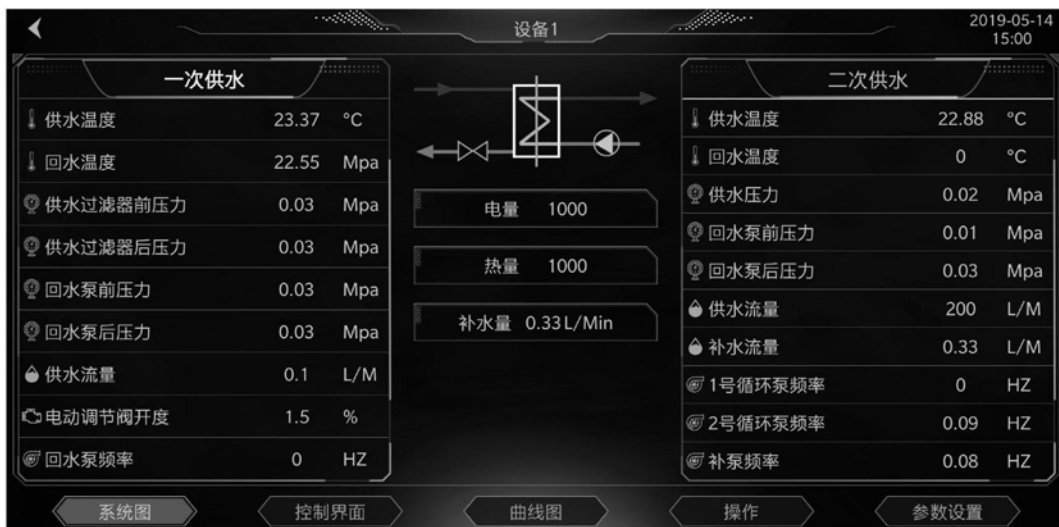 设备1
2019-05-14
15:00
一次供水
供水温度 23.37 °C
回水温度 22.55 Mpa
供水过滤器前压力 0.03 Mpa
供水过滤器后压力 0.03 Mpa
回水泵前压力 0.03 Mpa
回水泵后压力 0.03 Mpa
供水流量 0.1 L/M
电动调节阀开度 1.5 %
回水泵频率 0 HZ
电量 1000
热量 1000
补水量 0.33L/Min
二次供水
供水温度 22.88 °C
回水温度 0 °C
供水压力 0.02 Mpa
回水泵前压力 0.01 Mpa
回水泵后压力 0.03 Mpa
供水流量 200 L/M
补水流量 0.33 L/M
1号循环泵频率 0 HZ
2号循环泵频率 0.09 HZ
补泵频率 0.08 HZ
系统图 控制界面 曲线图 操作 参数设置